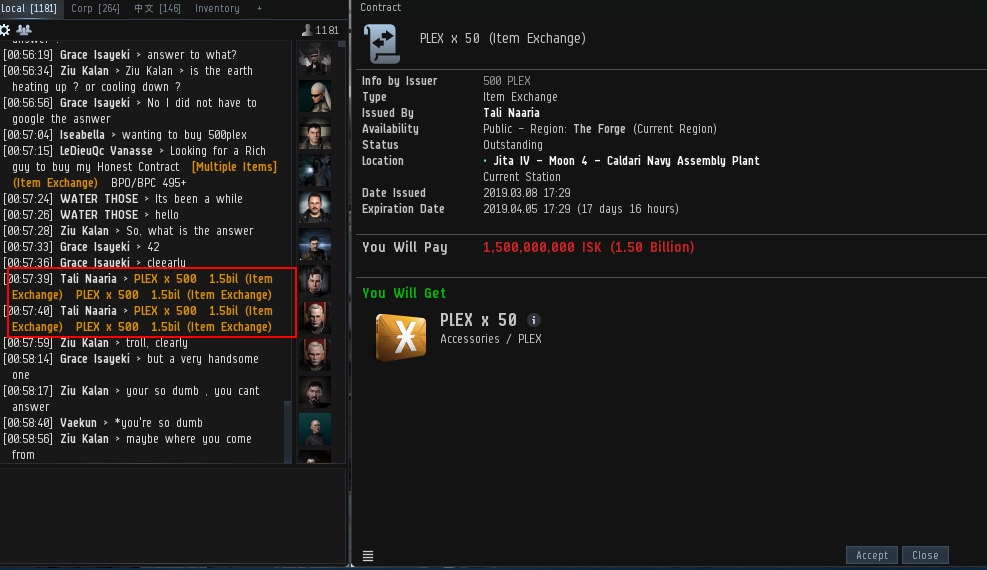 Local [1181] Corp [264] 中文 [146] Inventory +
1181
[00:56:19] Grace Isayeki > answer to what?
[00:56:34] Ziu Kalan > Ziu Kalan > is the earth
heating up ? or cooling down ?
[00:56:56] Grace Isayeki > No I did not have to
google the asnwer
[00:57:04] Iseabella > wanting to buy 500plex
[00:57:15] LeDieuQc Vanasse > Looking for a Rich
guy to buy my Honest Contract [Multiple Items]
(Item Exchange) BPO/BPC 495+
[00:57:24] WATER THOSE > Its been a while
[00:57:26] WATER THOSE > hello
[00:57:28] Ziu Kalan > So, what is the answer
[00:57:33] Grace Isayeki > 42
[00:57:36] Grace Isayeki > cleearly
[00:57:39] Tali Naaria > PLEX x 500 1.5bil (Item
Exchange) PLEX x 500 1.5bil (Item Exchange)
[00:57:40] Tali Naaria > PLEX x 500 1.5bil (Item
Exchange) PLEX x 500 1.5bil (Item Exchange)
[00:57:59] Ziu Kalan > troll, clearly
[00:58:14] Grace Isayeki > but a very handsome
one
[00:58:17] Ziu Kalan > your so dumb , you cant
answer
[00:58:40] Vaekun > *you're so dumb
[00:58:56] Ziu Kalan > maybe where you come
from
Contract
PLEX x 50 (Item Exchange)
Info by Issuer 500 PLEX
Type Item Exchange
Issued By Tali Naaria
Availability Public - Region: The Forge (Current Region)
Status Outstanding
Location • Jita IV - Moon 4 - Caldari Navy Assembly Plant
Current Station
Date Issued 2019.03.08 17:29
Expiration Date 2019.04.05 17:29 (17 days 16 hours)
You Will Pay 1,500,000,000 ISK (1.50 Billion)
You Will Get
PLEX x 50
Accessories / PLEX
Accept Close